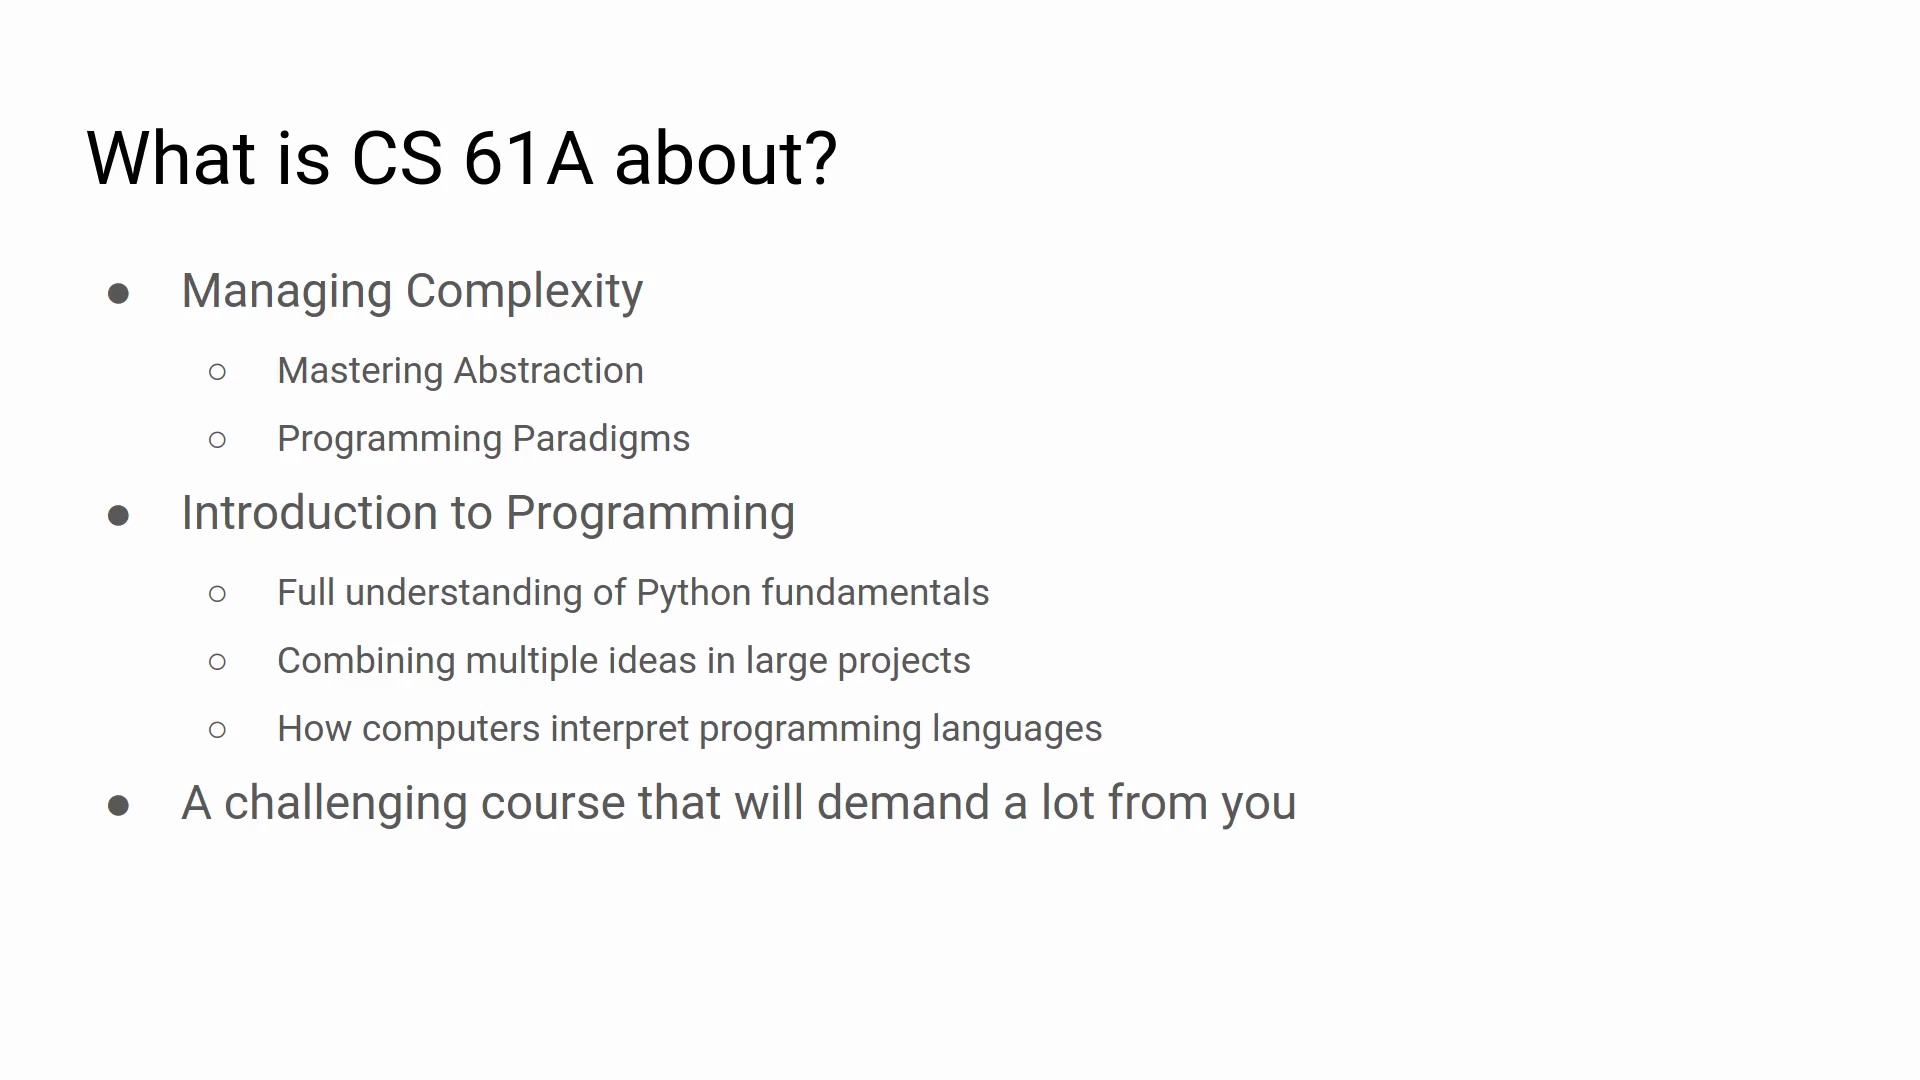 What is CS 61A about?
● Managing Complexity
○ Mastering Abstraction
○ Programming Paradigms
● Introduction to Programming
○ Full understanding of Python fundamentals
○ Combining multiple ideas in large projects
○ How computers interpret programming languages
● A challenging course that will demand a lot from you